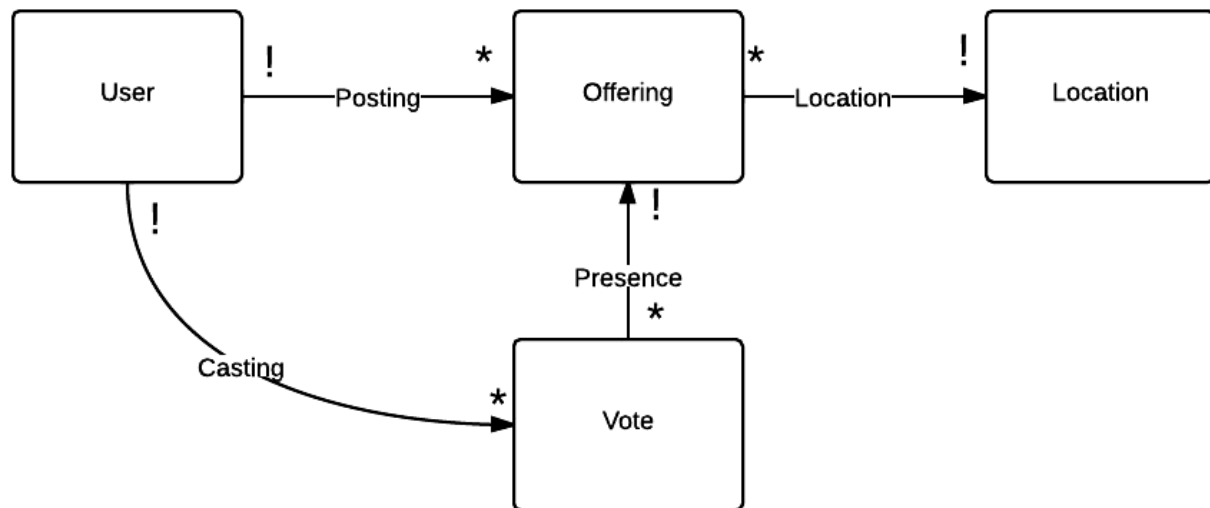 User
!
Posting
*
Offering
*
Location
!
Location
!
!
Presence
*
Casting
*
Vote